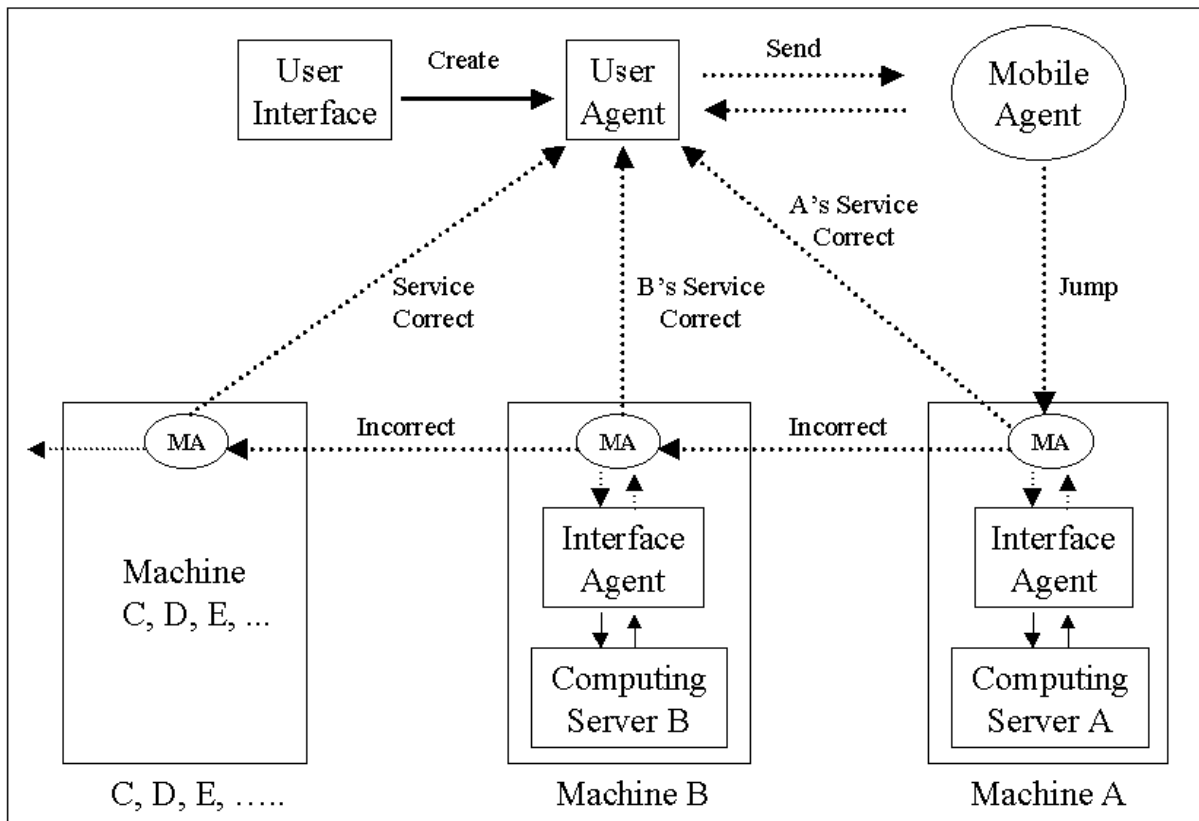 User
Interface
Create
User
Agent
Send
Mobile
Agent
A's Service
Correct
Service
Correct
B's Service
Correct
Jump
MA
Incorrect
MA
Incorrect
MA
Machine
C, D, E, ...
Interface
Agent
Interface
Agent
Computing
Server B
Computing
Server A
C, D, E, …..
Machine B
Machine A